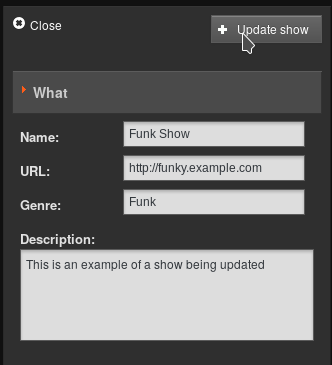 Close
Update show
What
Name: Funk Show
URL: http://funky.example.com
Genre: Funk
Description:
This is an example of a show being updated